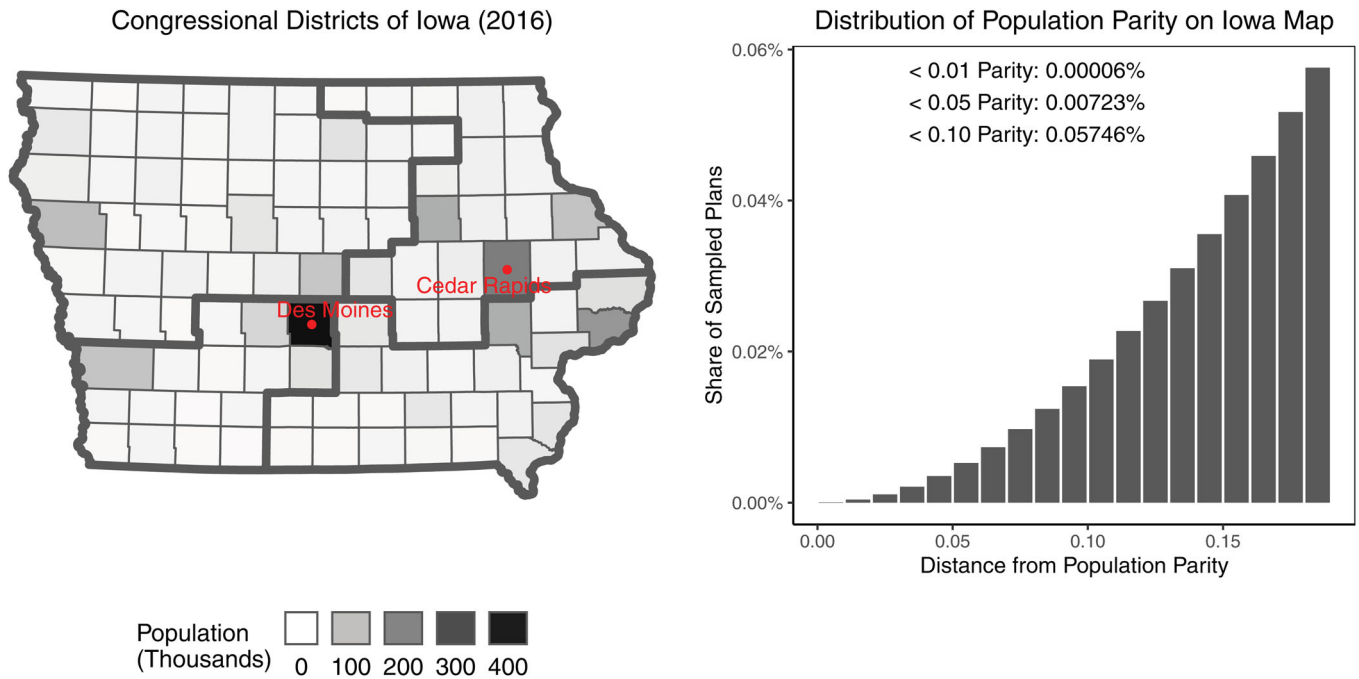 Congressional Districts of Iowa (2016)
Cedar Rapids
Des Moines
Population
(Thousands)
0 100 200 300 400
Distribution of Population Parity on Iowa Map
< 0.01 Parity: 0.00006%
< 0.05 Parity: 0.00723%
< 0.10 Parity: 0.05746%
Share of Sampled Plans
0.06%
0.04%
0.02%
0.00%
0.00 0.05 0.10 0.15
Distance from Population Parity